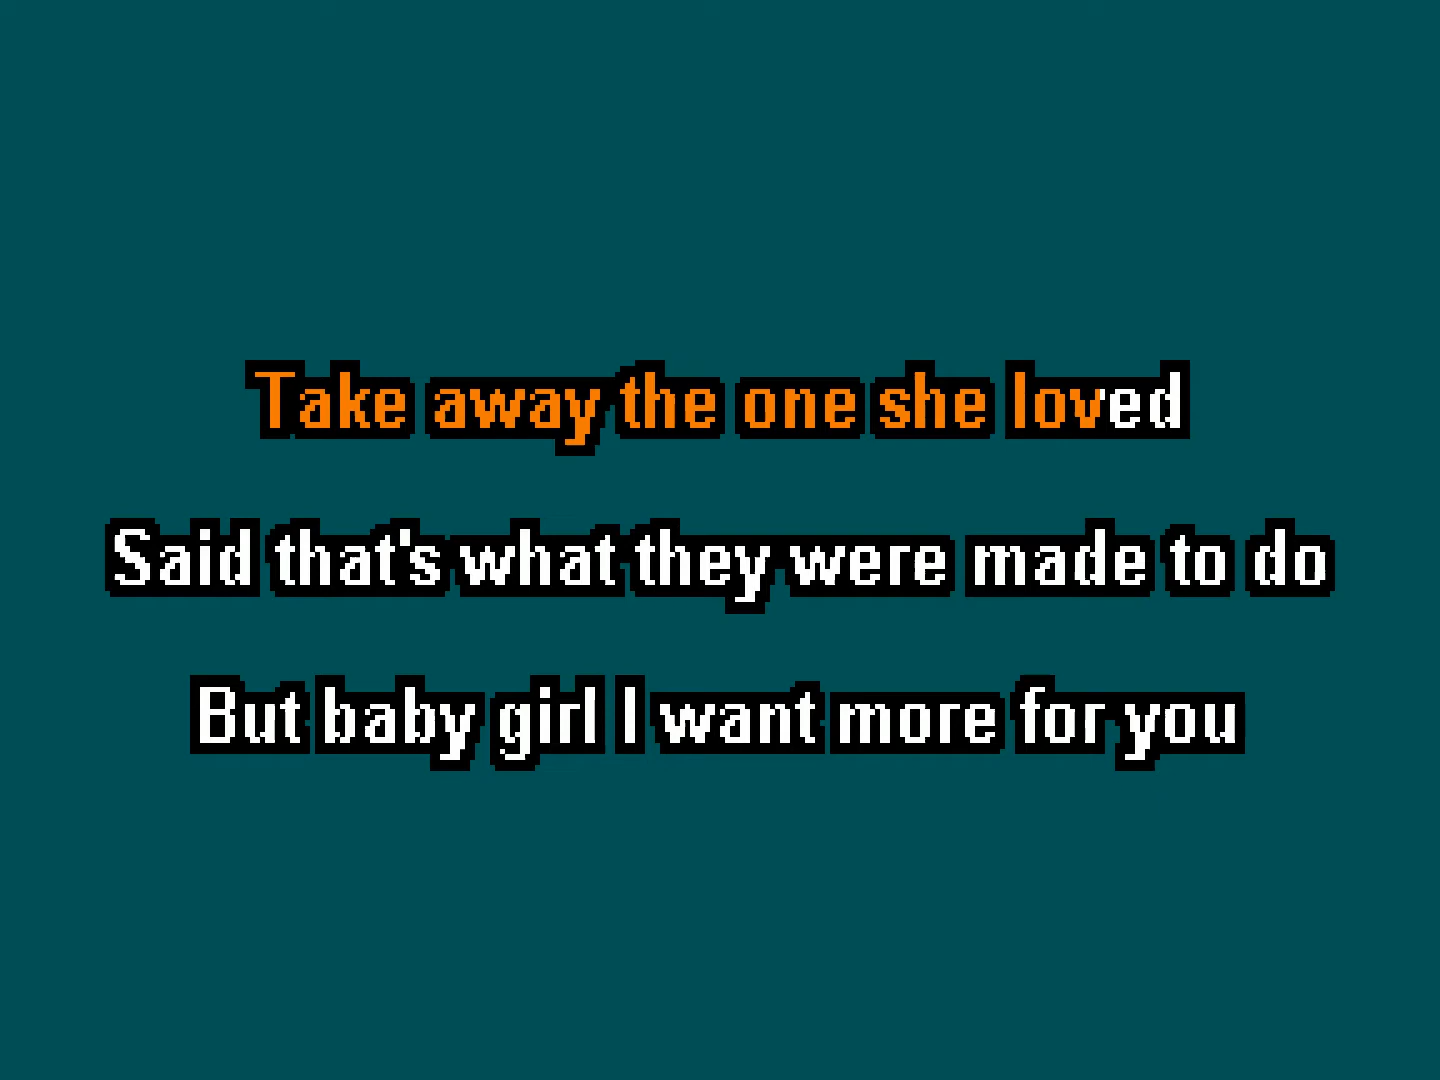 Take away the one she loved
Said that's what they were made to do
But baby girl I want more for you